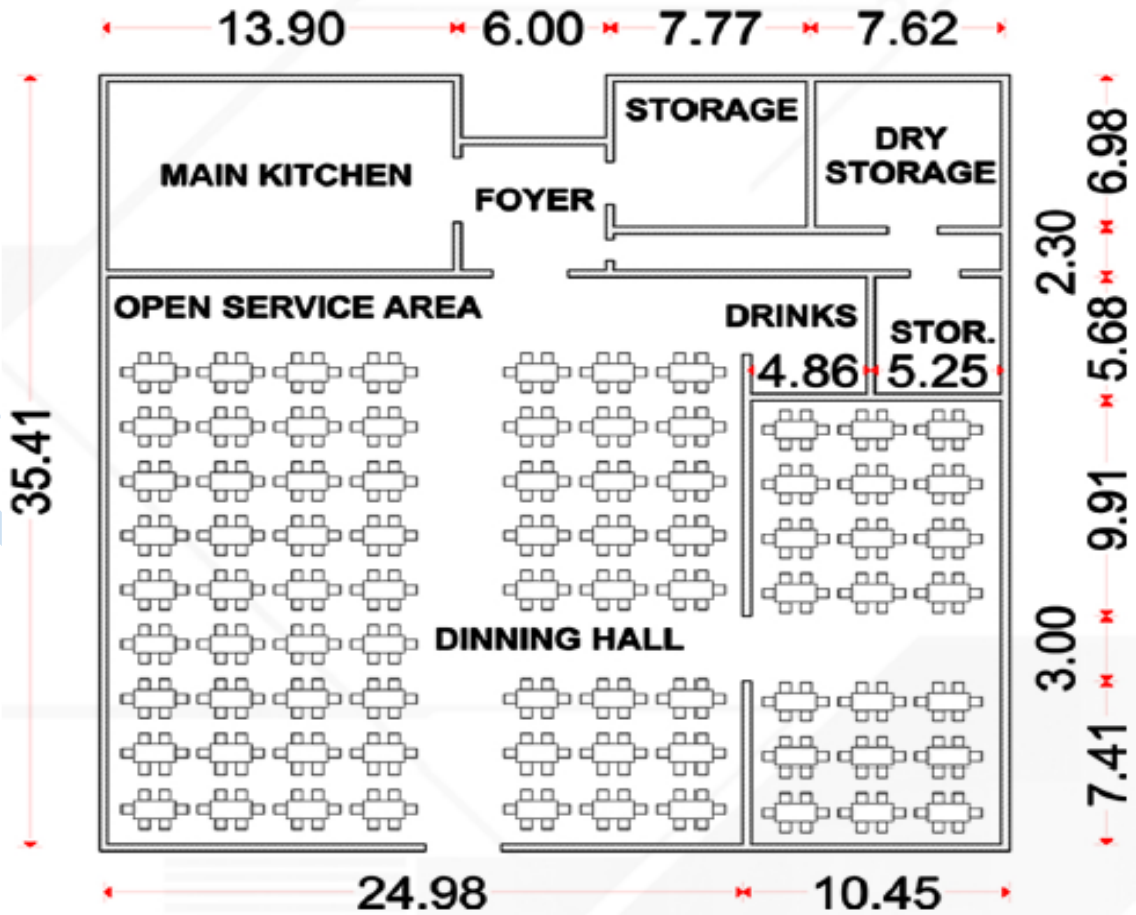 13.90 6.00 7.77 7.62
STORAGE
DRY
STORAGE
MAIN KITCHEN
FOYER
6.98
2.30
OPEN SERVICE AREA
DRINKS
STOR.
4.86 5.25
5.68
35.41
9.91
DINNING HALL
3.00
7.41
24.98 10.45